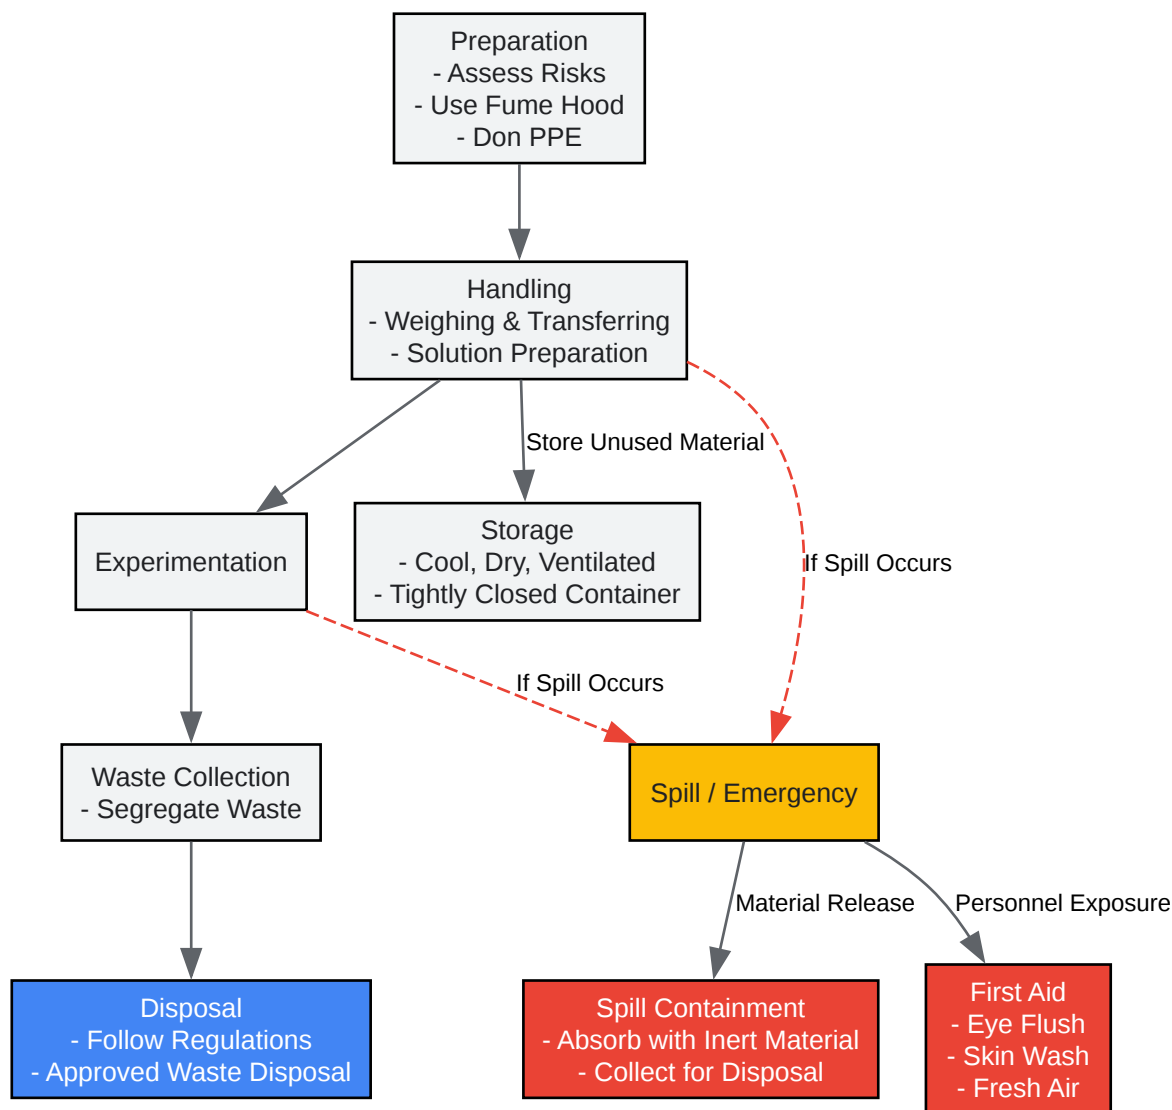 Preparation
- Assess Risks
- Use Fume Hood
- Don PPE
Handling
- Weighing & Transferring
- Solution Preparation
Store Unused Material
If Spill Occurs
Experimentation
Storage
- Cool, Dry, Ventilated
- Tightly Closed Container
If Spill Occurs
Waste Collection
- Segregate Waste
Spill / Emergency
Material Release
Personnel Exposure
Disposal
- Follow Regulations
- Approved Waste Disposal
Spill Containment
- Absorb with Inert Material
- Collect for Disposal
First Aid
- Eye Flush
- Skin Wash
- Fresh Air